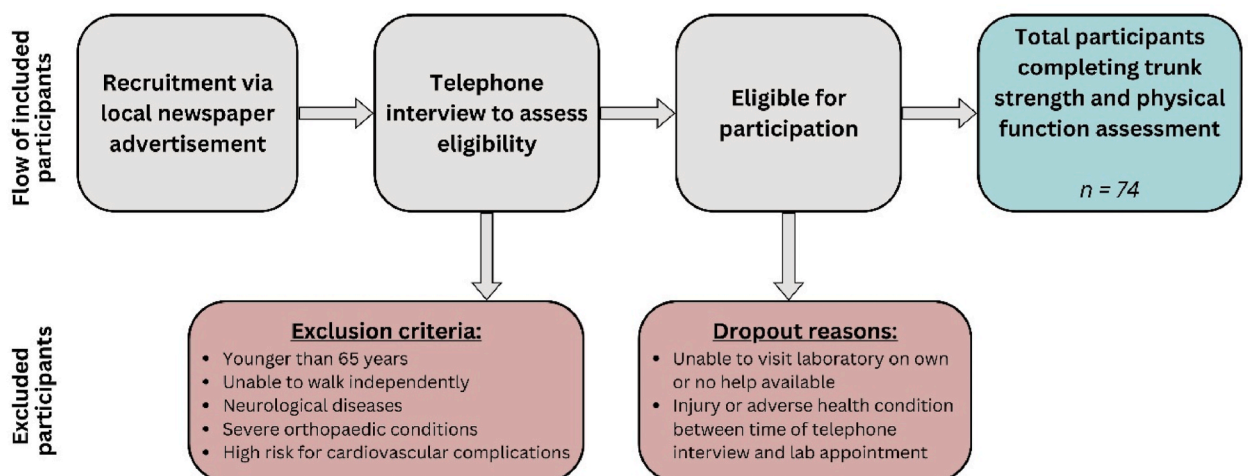 Flow of included
participants
Recruitment via
local newspaper
advertisement
Telephone
interview to assess
eligibility
Eligible for
participation
Total participants
completing trunk
strength and physical
function assessment
n = 74
Excluded
participants
Exclusion criteria:
• Younger than 65 years
• Unable to walk independently
• Neurological diseases
• Severe orthopaedic conditions
• High risk for cardiovascular complications
Dropout reasons:
• Unable to visit laboratory on own
or no help available
• Injury or adverse health condition
between time of telephone
interview and lab appointment